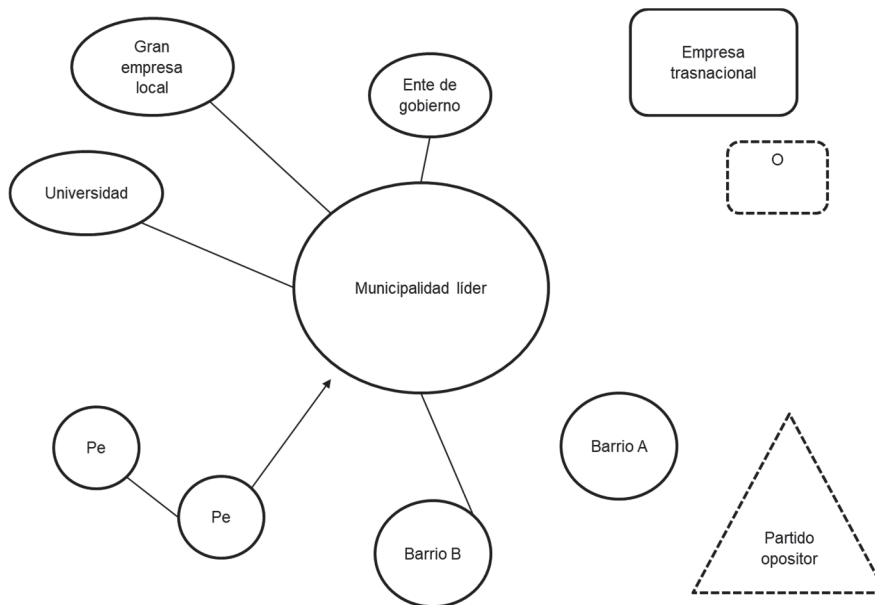 Gran
empresa
local
Ente de
gobierno
Empresa
trasnacional
O
Universidad
Municipalidad líder
Pe
Pe
Barrio A
Barrio B
Partido
opositor